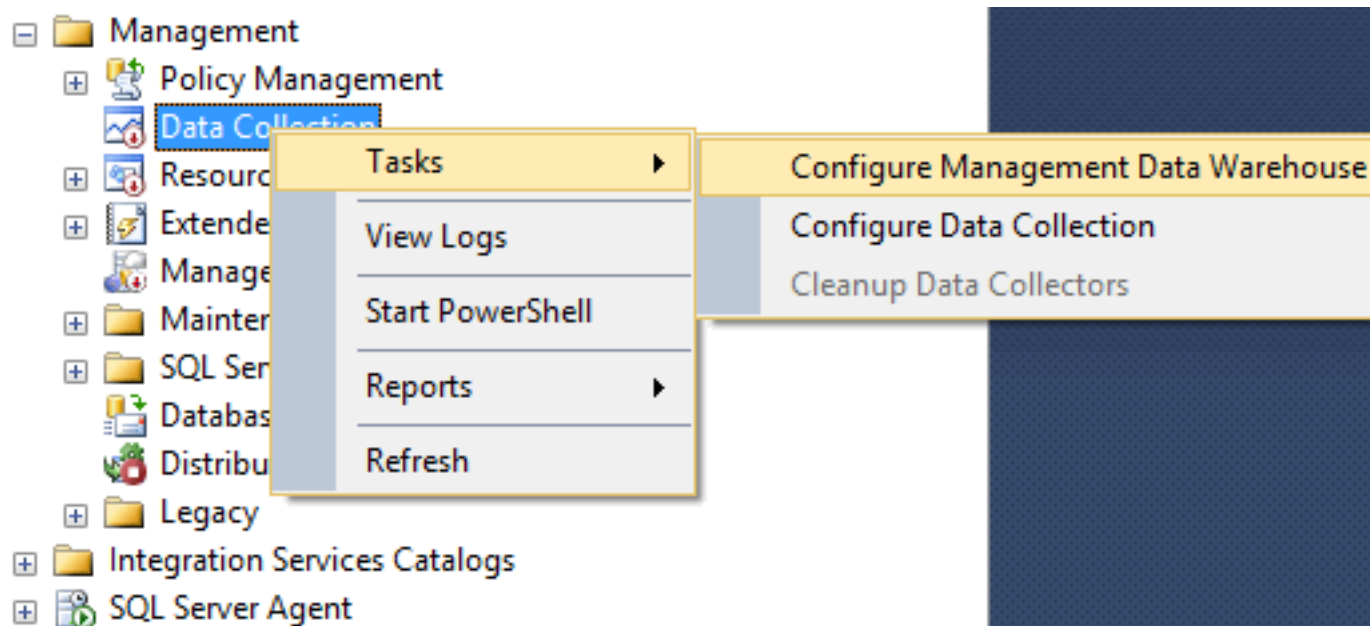 Management
Policy Management
Data Collection
Resourc
Extende
Manage
Mainter
SQL Ser
Databas
Distribu
Legacy
Integration Services Catalogs
SQL Server Agent
Tasks
View Logs
Start PowerShell
Reports
Refresh
Configure Management Data Warehouse
Configure Data Collection
Cleanup Data Collectors